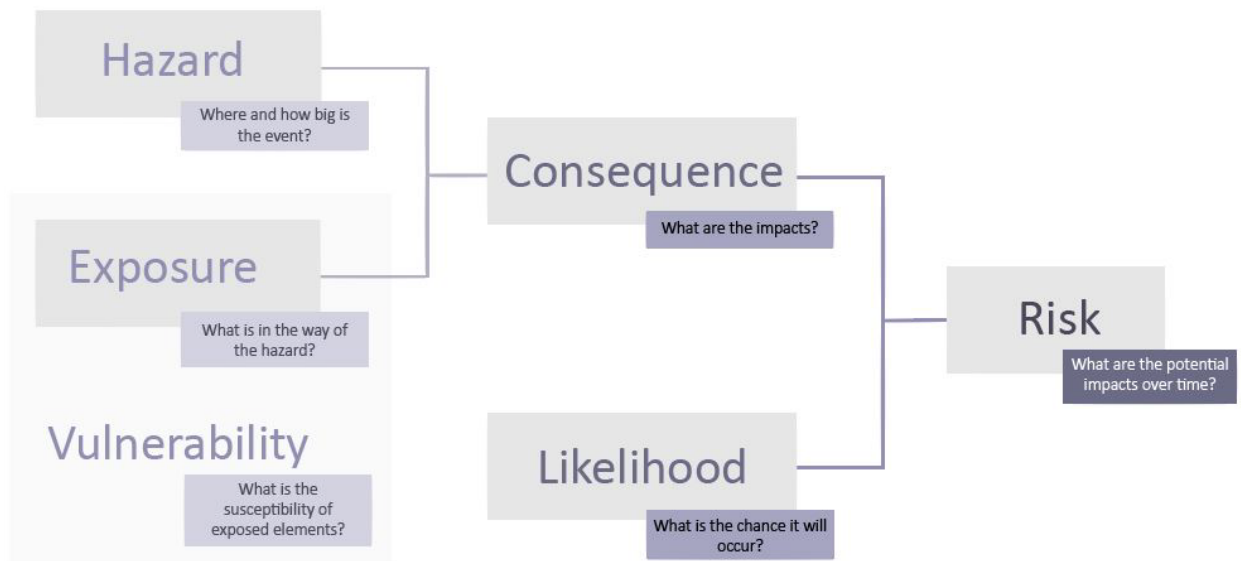 Hazard
Where and how big is
the event?
Exposure
What is in the way of
the hazard?
Vulnerability
What is the
susceptibility of
exposed elements?
Consequence
What are the impacts?
Likelihood
What is the chance it will
occur?
Risk
What are the potential
impacts over time?